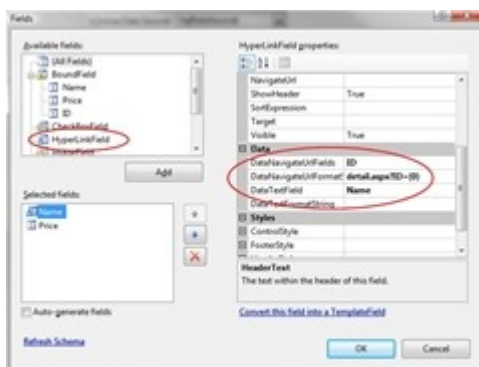 Fields
Available fields:
(All Fields)
BoundField
Name
Price
ID
CheckBoxField
HyperLinkField
Add
Selected fields:
Name
Price
Auto-generate fields
Refresh Schema
HyperLinkField properties:
NavigateUrl
ShowHeader True
SortExpression
Target
Visible True
Data
DataNavigateUrlFields ID
DataNavigateUrlFormatS detail.aspx?ID={0}
DataTextField Name
DataTextFormatString
Styles
ControlStyle
FooterStyle
HeaderText
The text within the header of this field.
Convert this field into a TemplateField
OK
Cancel